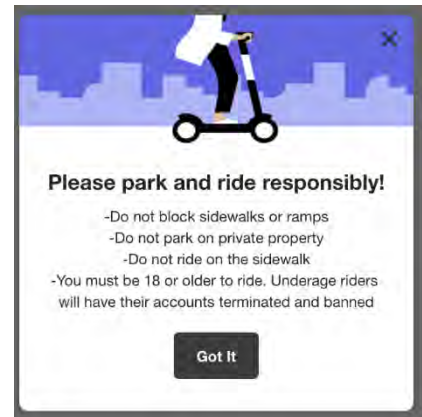 Please park and ride responsibly!
-Do not block sidewalks or ramps
-Do not park on private property
-Do not ride on the sidewalk
-You must be 18 or older to ride. Underage riders
will have their accounts terminated and banned
Got It